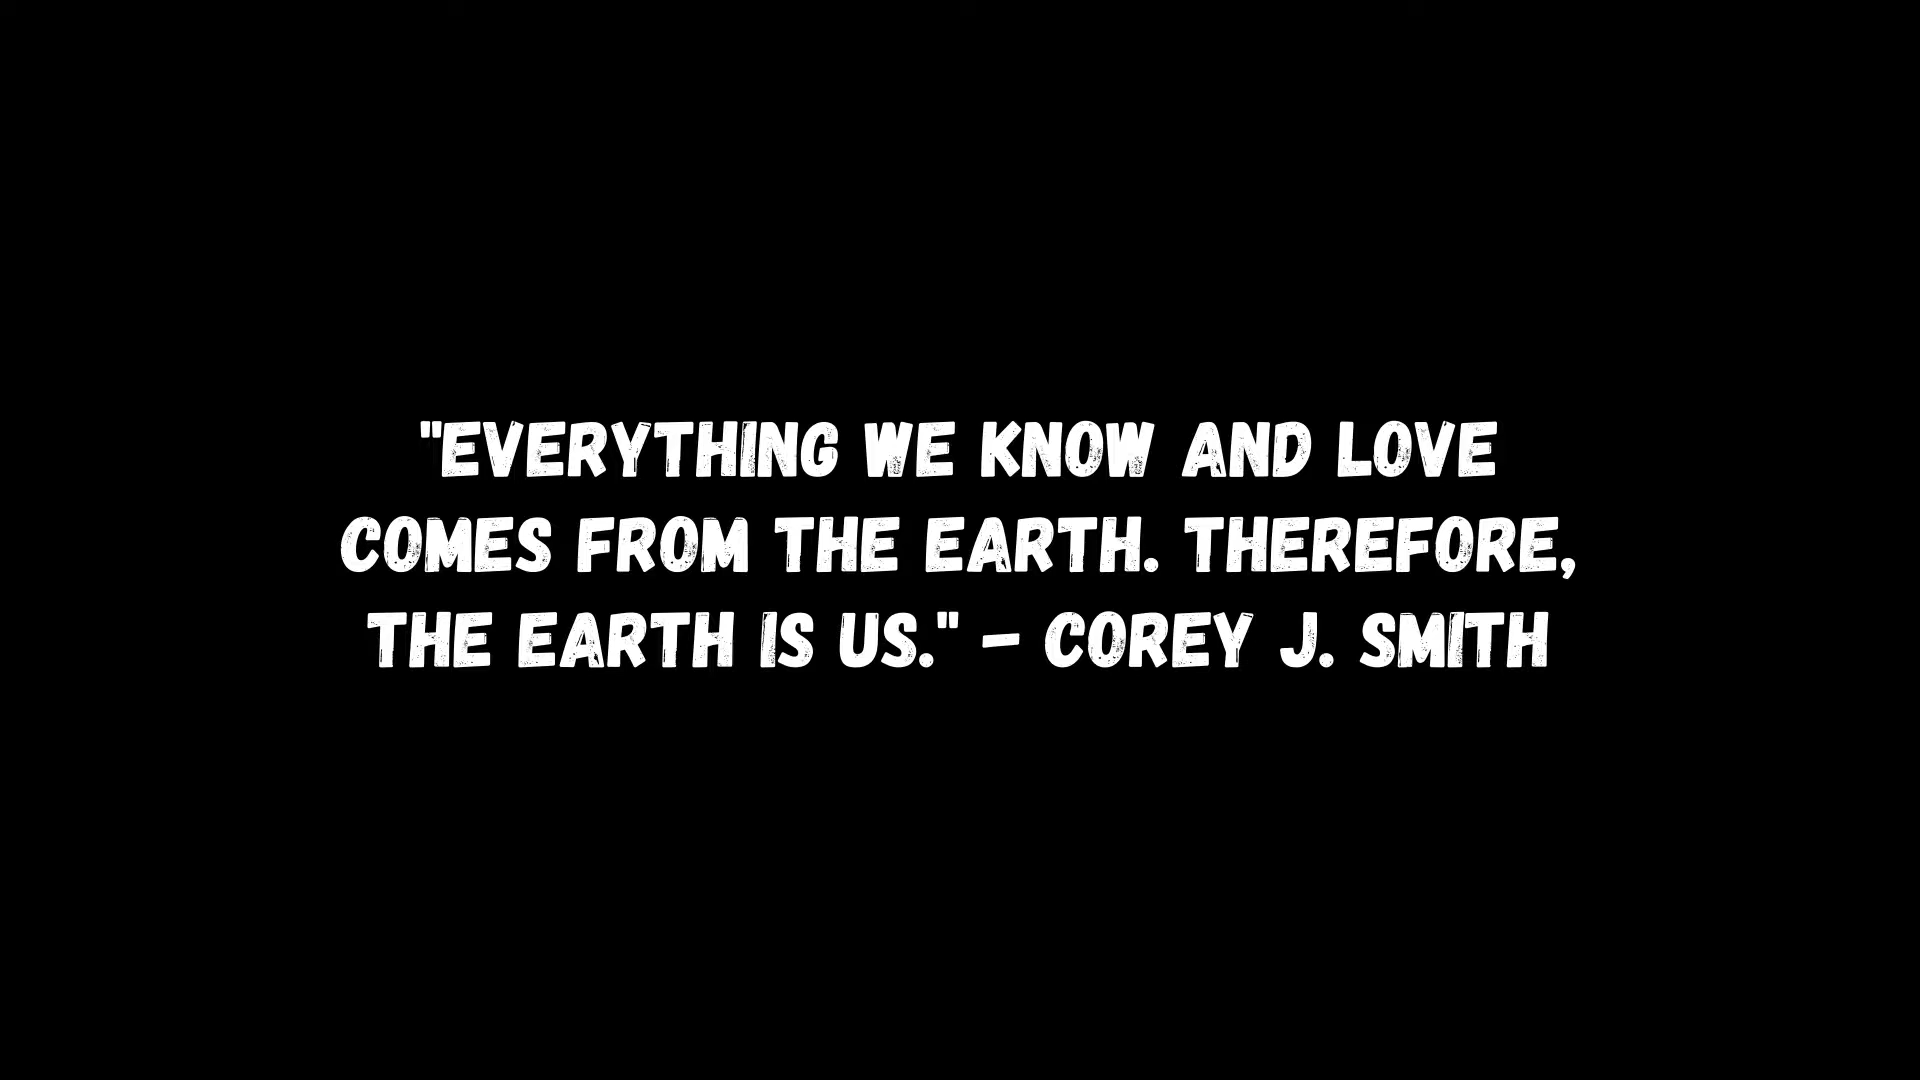 "EVERYTHING WE KNOW AND LOVE
COMES FROM THE EARTH. THEREFORE,
THE EARTH IS US." - COREY J. SMITH